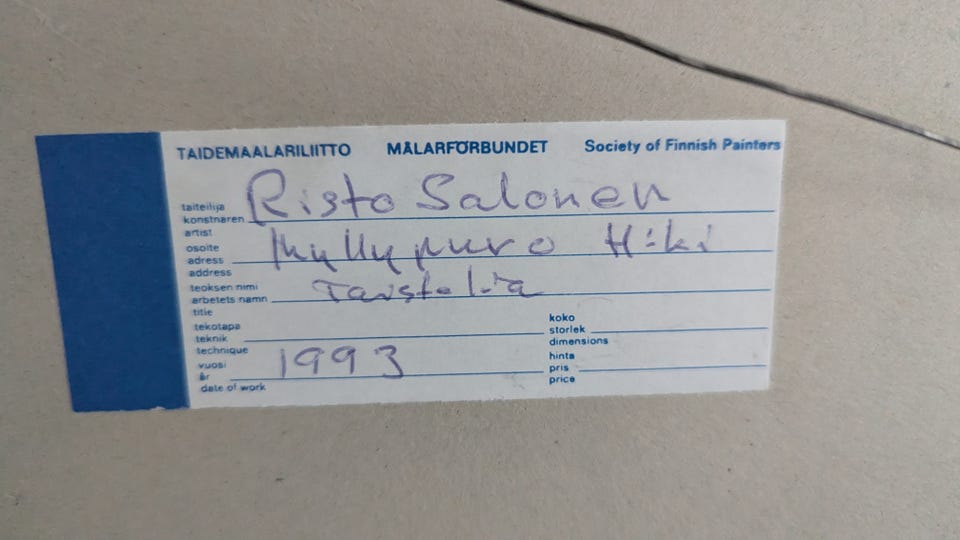 TAIDEMAALARILIITTO MÅLARFÖRBUNDET Society of Finnish Painters
taiteilija
konstnären Risto Salonen
artist
osoite
adress Myllypuro H:ki
address
teoksen nimi
arbetets namn Taistelija
title
tekotapa
teknik
technique
vuosi
år 1993
date of work
koko
storlek
dimensions
hinta
pris
price